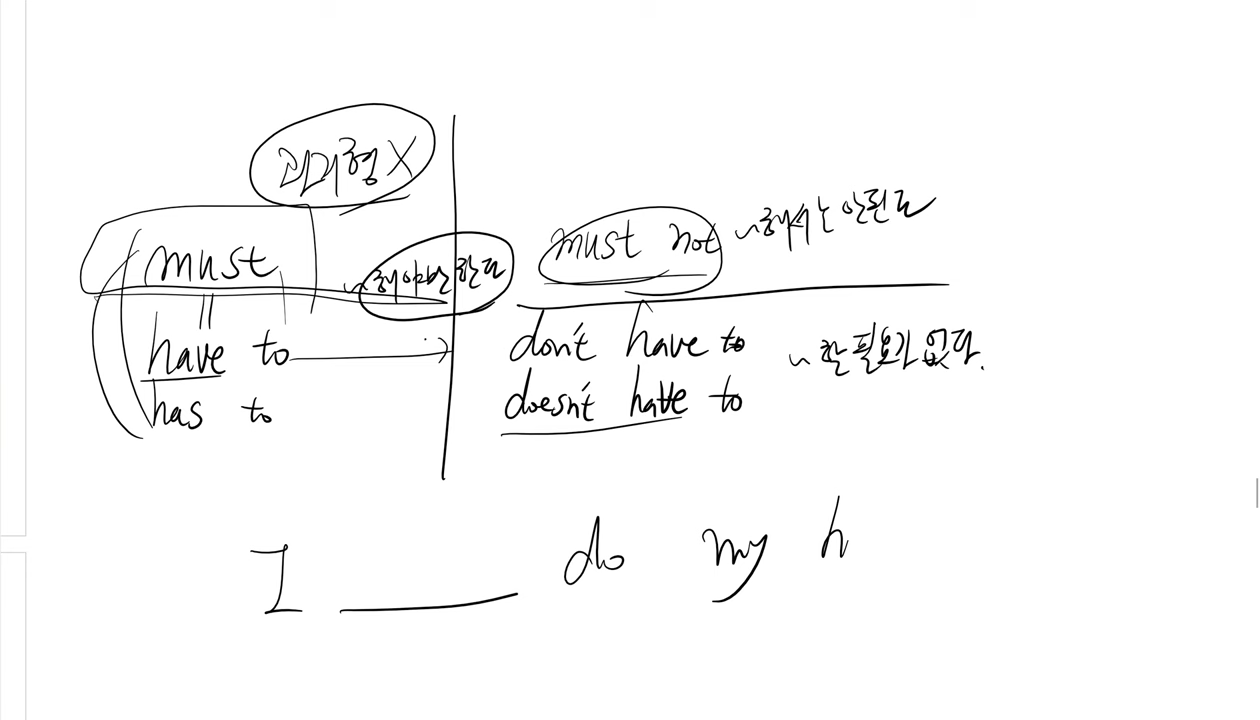 과거형 X
must ~해야만 한다
||
have to
has to
must not ~해서는 안된다
don't have to ~할 필요가 없다.
doesn't have to
I ____ do my h